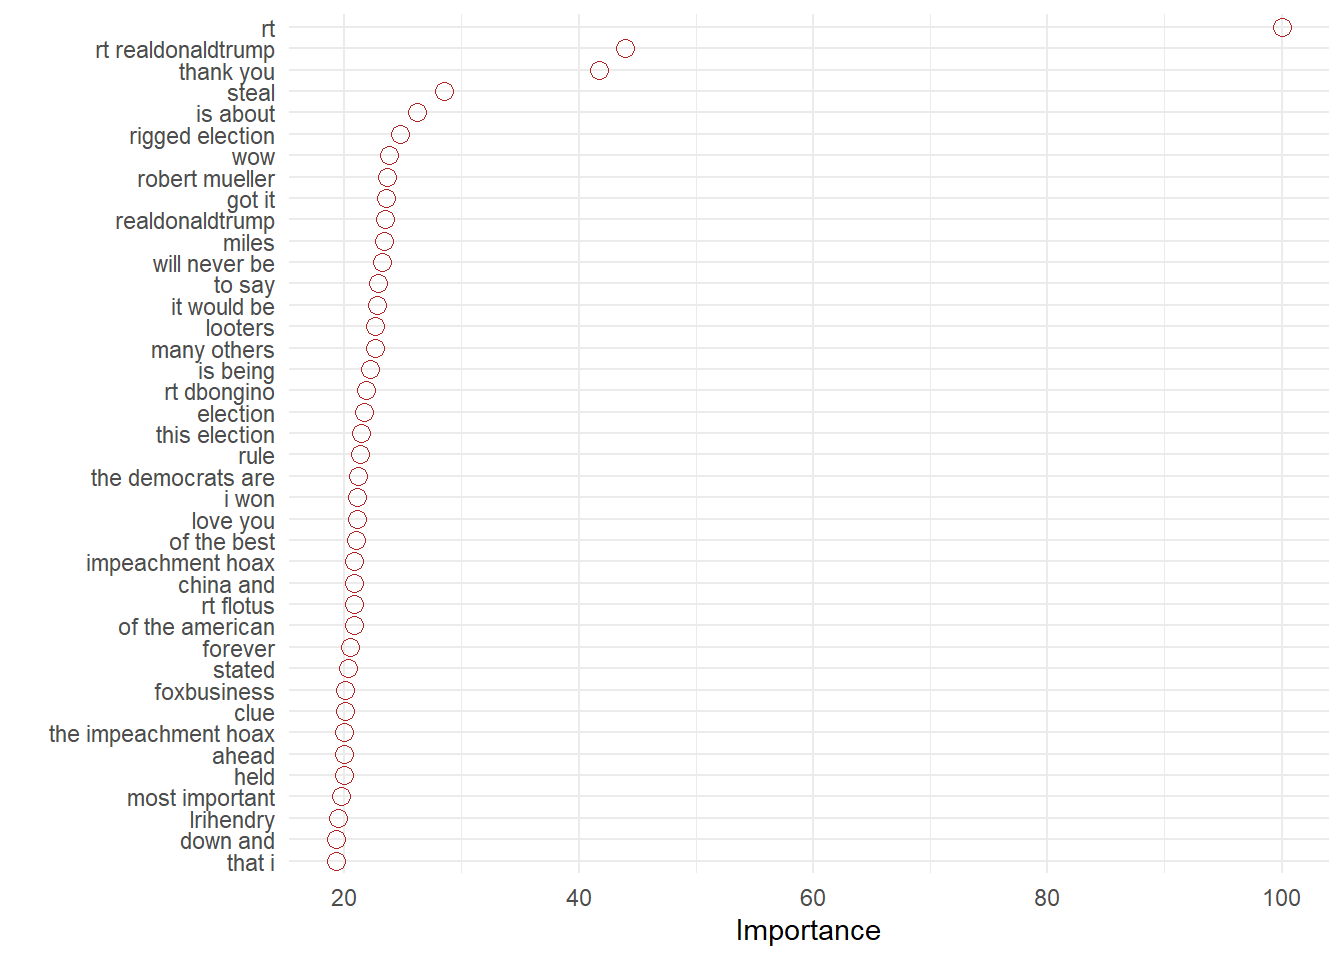 rt
rt realdonaldtrump
thank you
steal
is about
rigged election
wow
robert mueller
got it
realdonaldtrump
miles
will never be
to say
it would be
looters
many others
is being
rt dbongino
election
this election
rule
the democrats are
i won
love you
of the best
impeachment hoax
china and
rt flotus
of the american
forever
stated
foxbusiness
clue
the impeachment hoax
ahead
held
most important
lrihendry
down and
that i
20 40 60 80 100
Importance